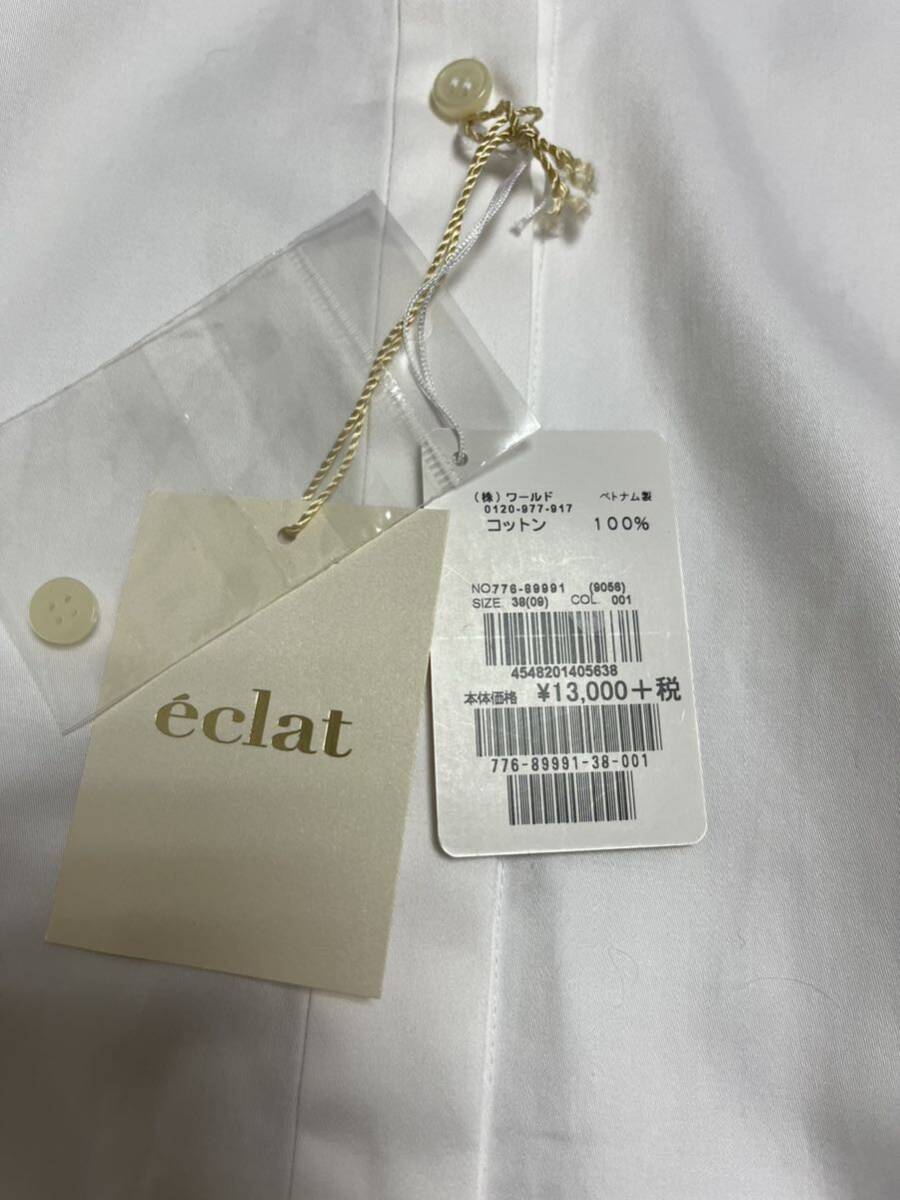 éclat
(株)ワールド ベトナム製
0120-977-917
コットン 100%
NO776-89991 (9056)
SIZE 38(09) COL 001
4548201405638
本体価格 ¥13,000+税
776-89991-38-001